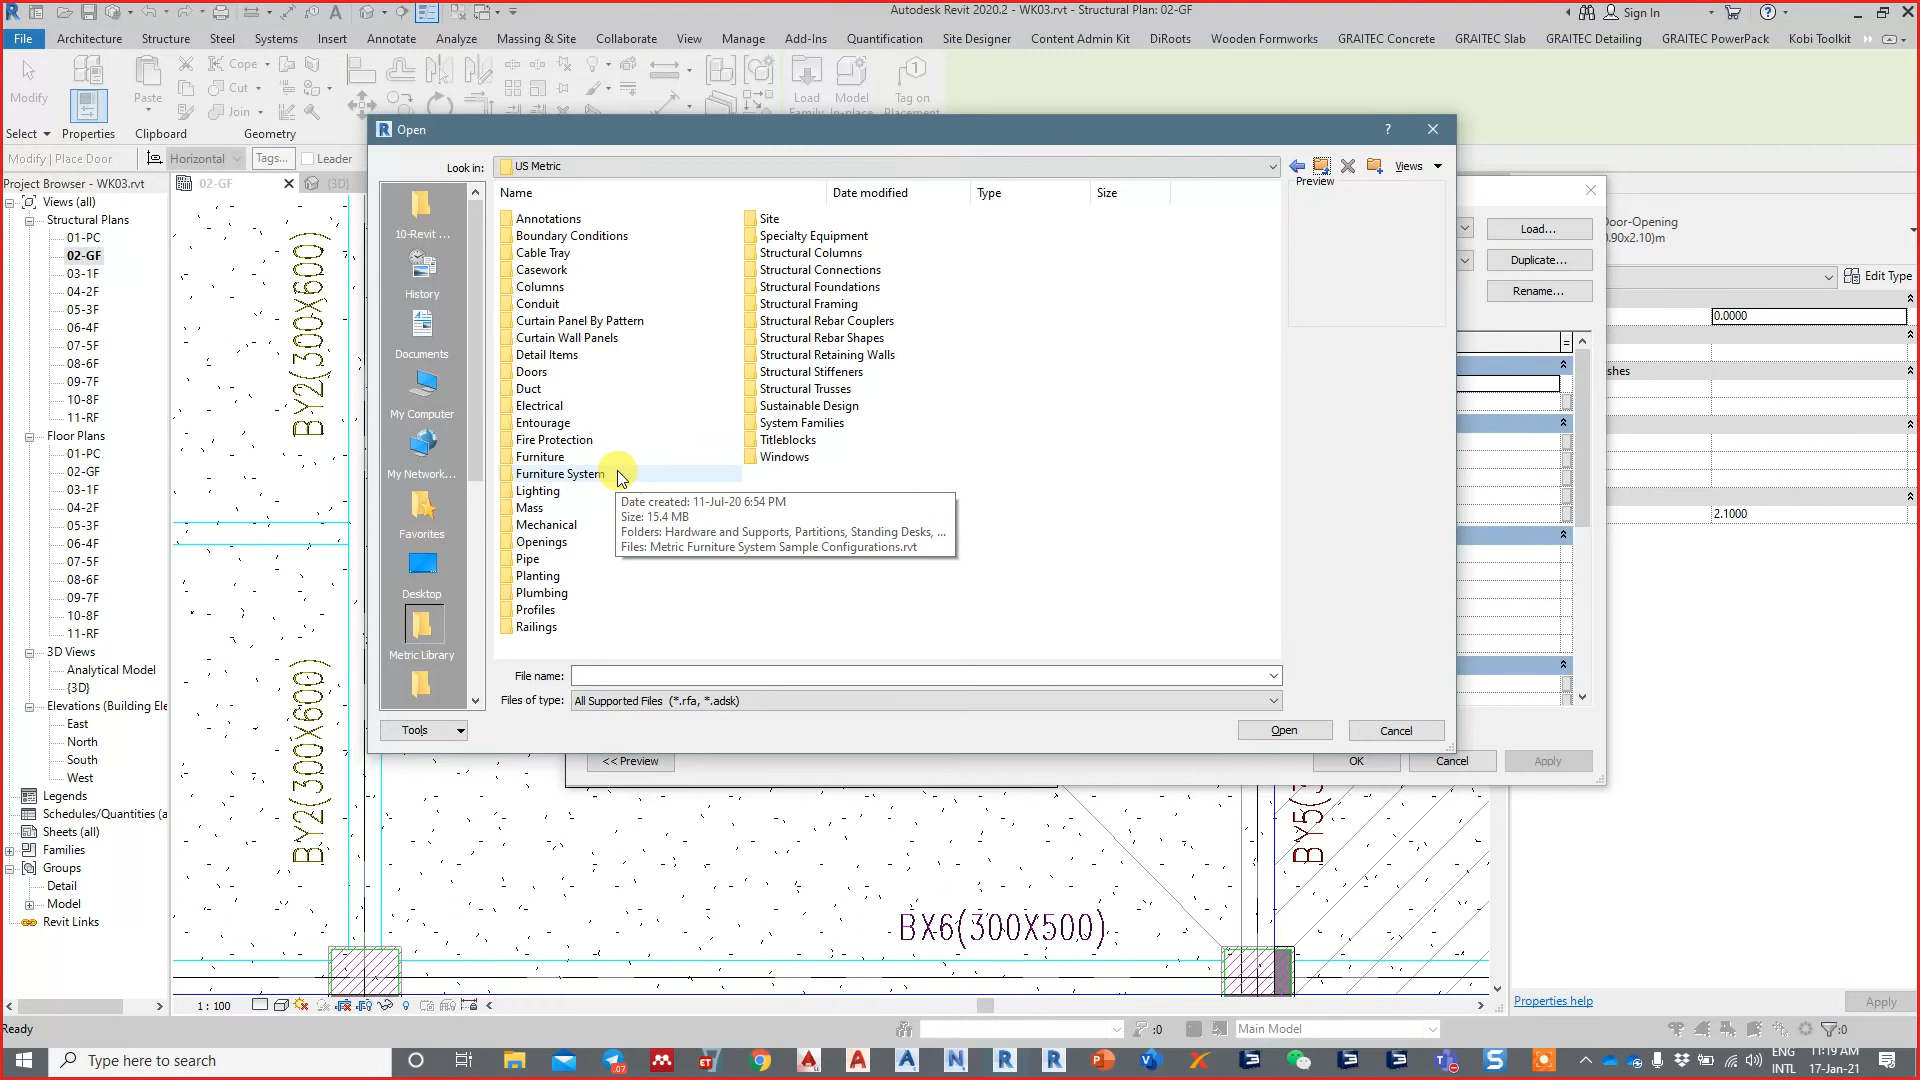 Autodesk Revit 2020.2 - WK03.rvt - Structural Plan: 02-GF
Sign In
File Architecture Structure Steel Systems Insert Annotate Analyze Massing & Site Collaborate View Manage Add-Ins Quantification Site Designer Content Admin Kit DiRoots Wooden Formworks GRAITEC Concrete GRAITEC Slab GRAITEC Detailing GRAITEC PowerPack Kobi Toolkit
Modify
Paste
Cope
Cut
Join
Load
Family
Model
In-place
Tag on
Placement
Select Properties Clipboard Geometry
Modify | Place Door
Horizontal
Tags...
Leader
Project Browser - WK03.rvt
02-GF
{3D}
Views (all)
Structural Plans
01-PC
02-GF
03-1F
04-2F
05-3F
06-4F
07-5F
08-6F
09-7F
10-8F
11-RF
Floor Plans
01-PC
02-GF
03-1F
04-2F
05-3F
06-4F
07-5F
08-6F
09-7F
10-8F
11-RF
3D Views
Analytical Model
{3D}
Elevations (Building Ele
East
North
South
West
Legends
Schedules/Quantities (a
Sheets (all)
Families
Groups
Detail
Model
Revit Links
BY2(300X600)
BY2(300X600)
BX6(300X500)
BY5(3
Open
Look in:
US Metric
Views
Preview
Name Date modified Type Size
10-Revit ...
History
Documents
My Computer
My Network...
Favorites
Desktop
Metric Library
Annotations
Boundary Conditions
Cable Tray
Casework
Columns
Conduit
Curtain Panel By Pattern
Curtain Wall Panels
Detail Items
Doors
Duct
Electrical
Entourage
Fire Protection
Furniture
Furniture System
Lighting
Mass
Mechanical
Openings
Pipe
Planting
Plumbing
Profiles
Railings
Site
Specialty Equipment
Structural Columns
Structural Connections
Structural Foundations
Structural Framing
Structural Rebar Couplers
Structural Rebar Shapes
Structural Retaining Walls
Structural Stiffeners
Structural Trusses
Sustainable Design
System Families
Titleblocks
Windows
Date created: 11-Jul-20 6:54 PM
Size: 15.4 MB
Folders: Hardware and Supports, Partitions, Standing Desks, ...
Files: Metric Furniture System Sample Configurations.rvt
File name:
Files of type: All Supported Files (*.rfa, *.adsk)
Tools
Open
Cancel
Load...
Duplicate...
Rename...
=
<< Preview
OK
Cancel
Apply
Door-Opening
.90x2.10)m
Edit Type
0.0000
shes
2.1000
Properties help
Apply
1 : 100
Ready
:0
Main Model
:0
Type here to search
ENG
INTL
11:19 AM
17-Jan-21